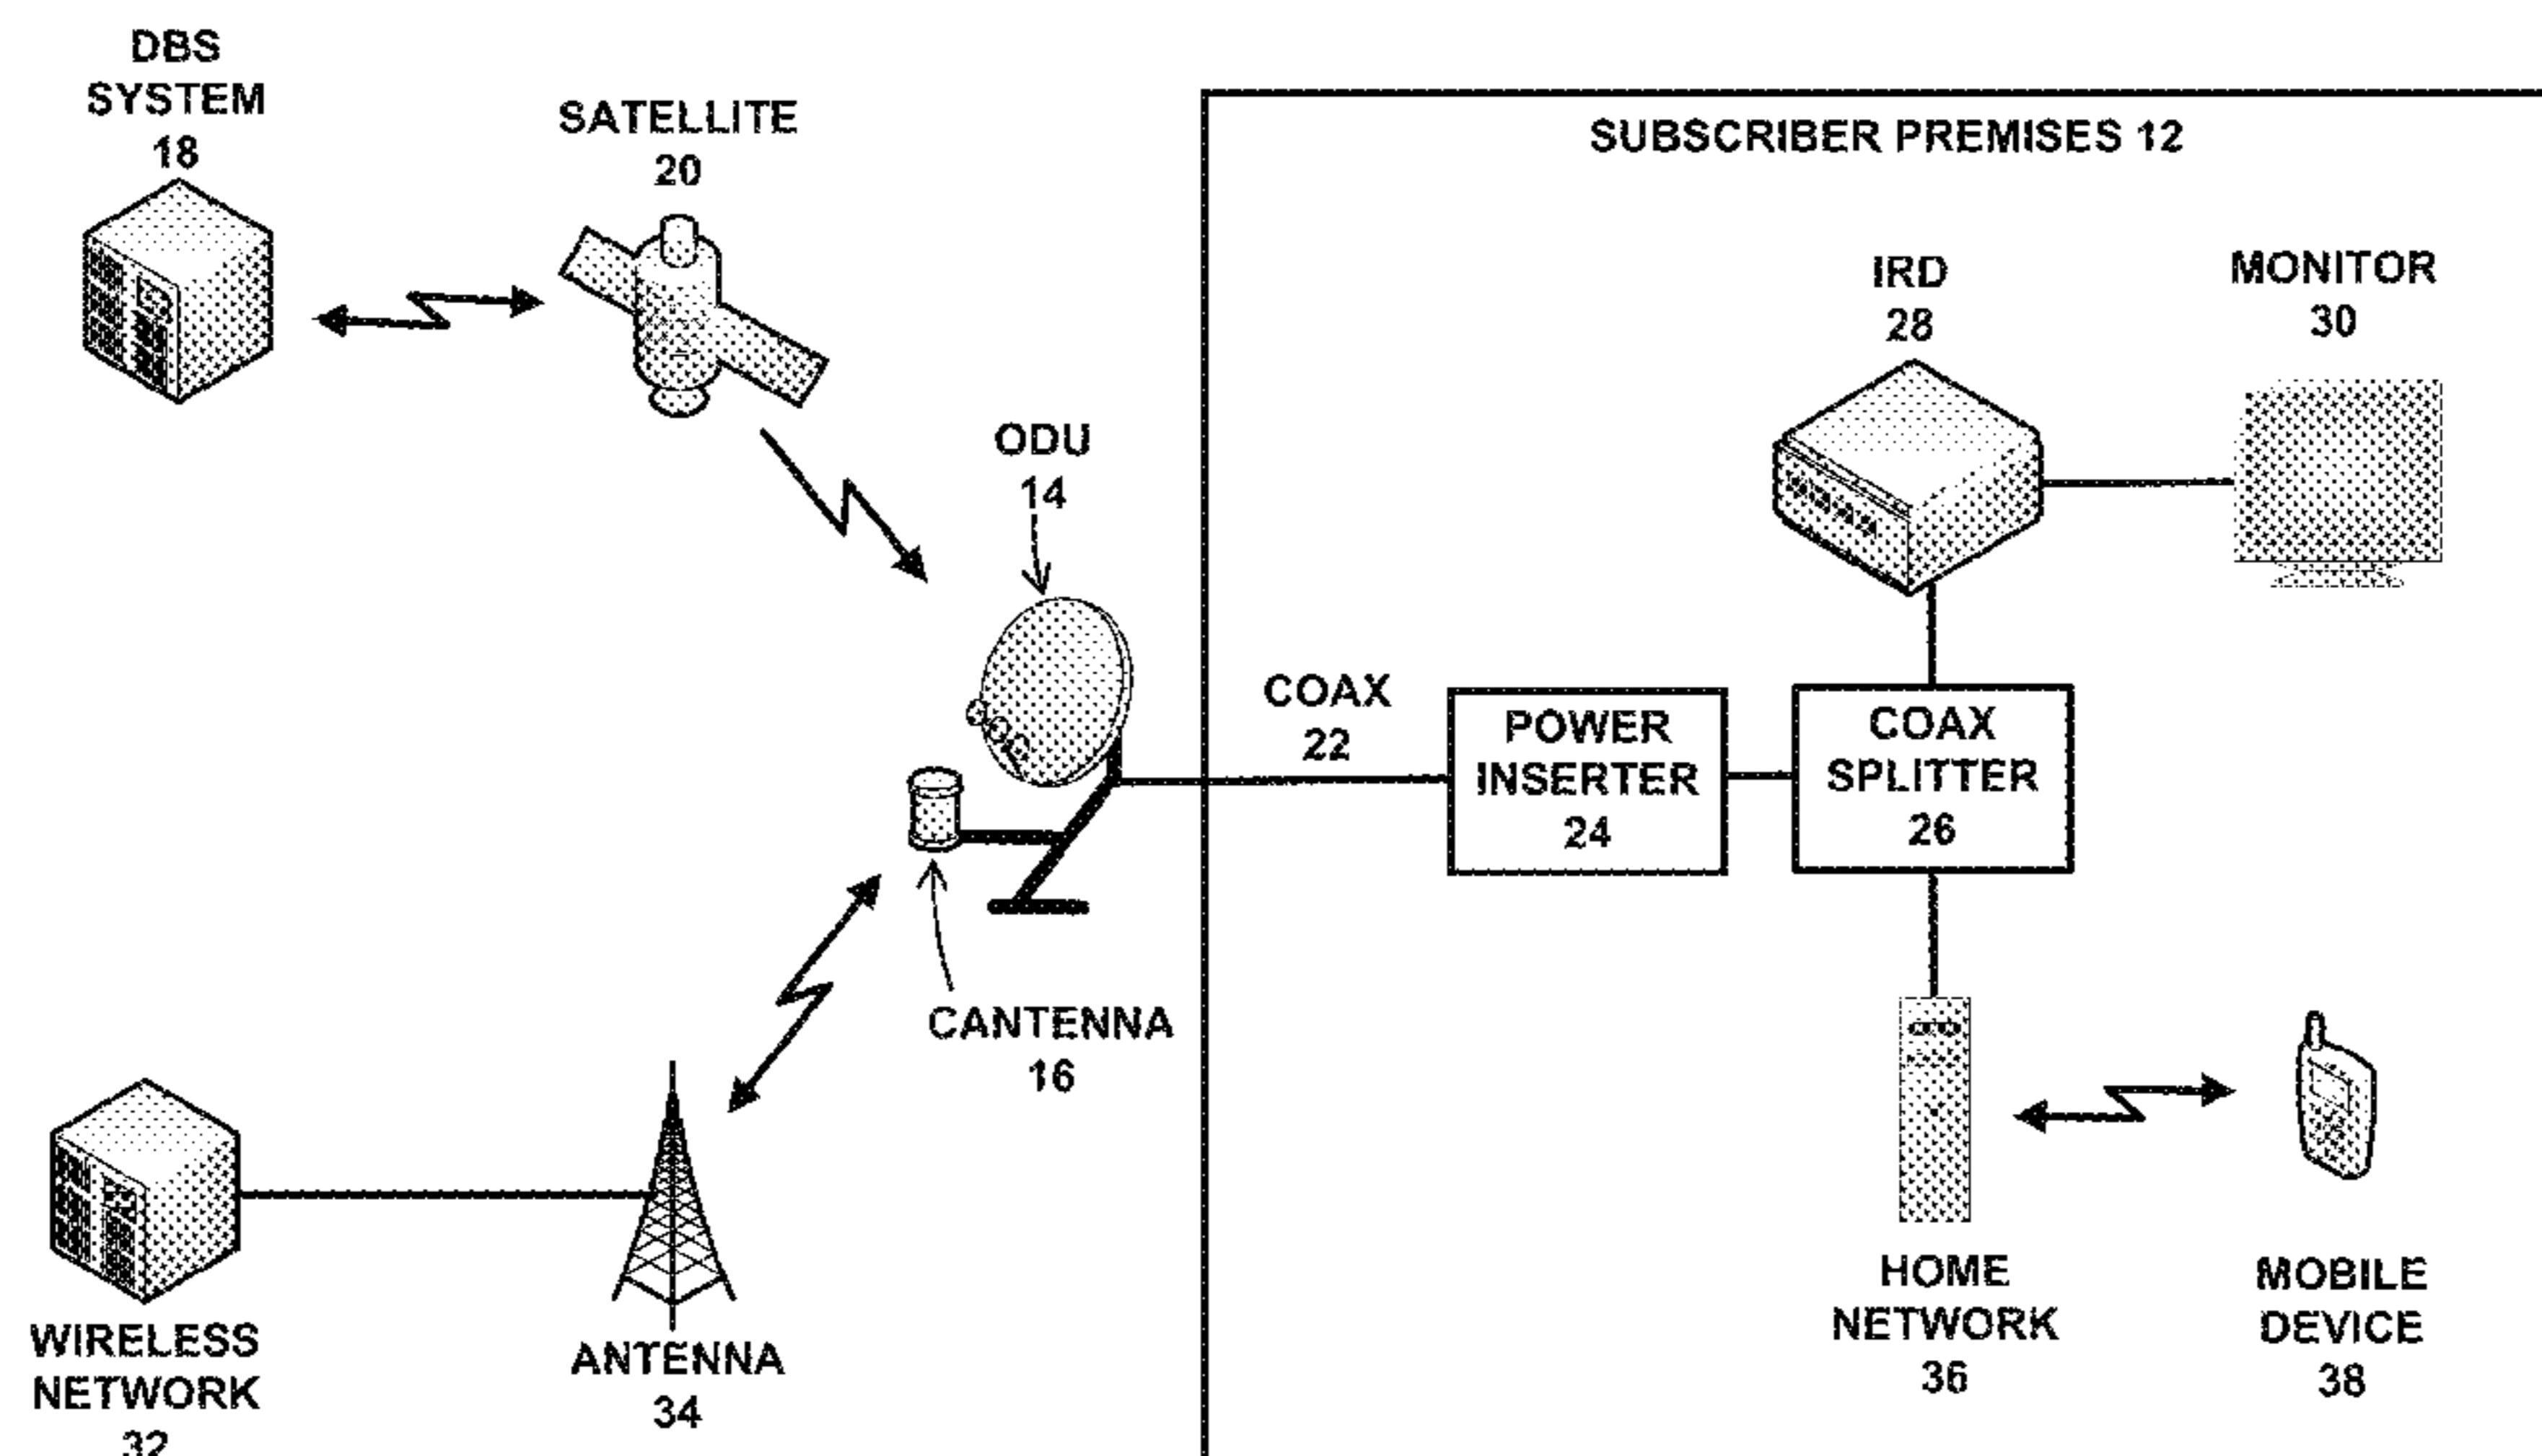 DBS
SYSTEM
18
SATELLITE
20
SUBSCRIBER PREMISES 12
IRD
28
MONITOR
30
ODU
14
COAX
22
POWER
INSERTER
24
COAX
SPLITTER
26
CANTENNA
16
WIRELESS
NETWORK
32
ANTENNA
34
HOME
NETWORK
36
MOBILE
DEVICE
38